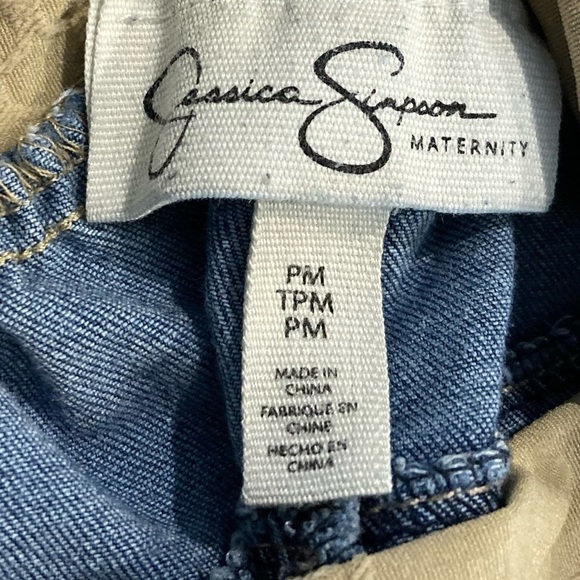 Jessica Simpson
MATERNITY
PM
TPM
PM
MADE IN
CHINA
FABRIQUE EN
CHINE
HECHO EN
CHINA